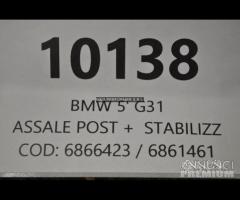 10138
BMW 5 G31
ASSALE POST + STABILIZZ
COD: 6866423 / 6861461
ANNUNCI
PREMIUM